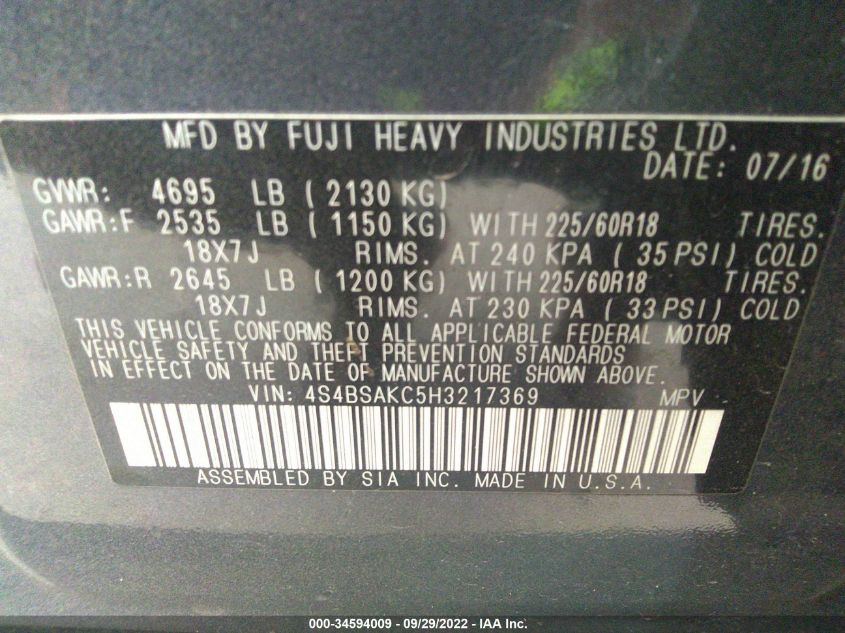 MFD BY FUJI HEAVY INDUSTRIES LTD.
DATE: 07/16
GVWR: 4695 LB ( 2130 KG)
GAWR:F 2535 LB ( 1150 KG) WITH 225/60R18 TIRES.
18X7J RIMS. AT 240 KPA ( 35 PSI) COLD
GAWR:R 2645 LB ( 1200 KG) WITH 225/60R18 TIRES.
18X7J RIMS. AT 230 KPA ( 33 PSI) COLD
THIS VEHICLE CONFORMS TO ALL APPLICABLE FEDERAL MOTOR
VEHICLE SAFETY AND THEFT PREVENTION STANDARDS
IN EFFECT ON THE DATE OF MANUFACTURE SHOWN ABOVE.
VIN: 4S4BSAKC5H3217369 MPV
ASSEMBLED BY SIA INC. MADE IN U.S.A.
000-34594009 - 09/29/2022 - IAA Inc.